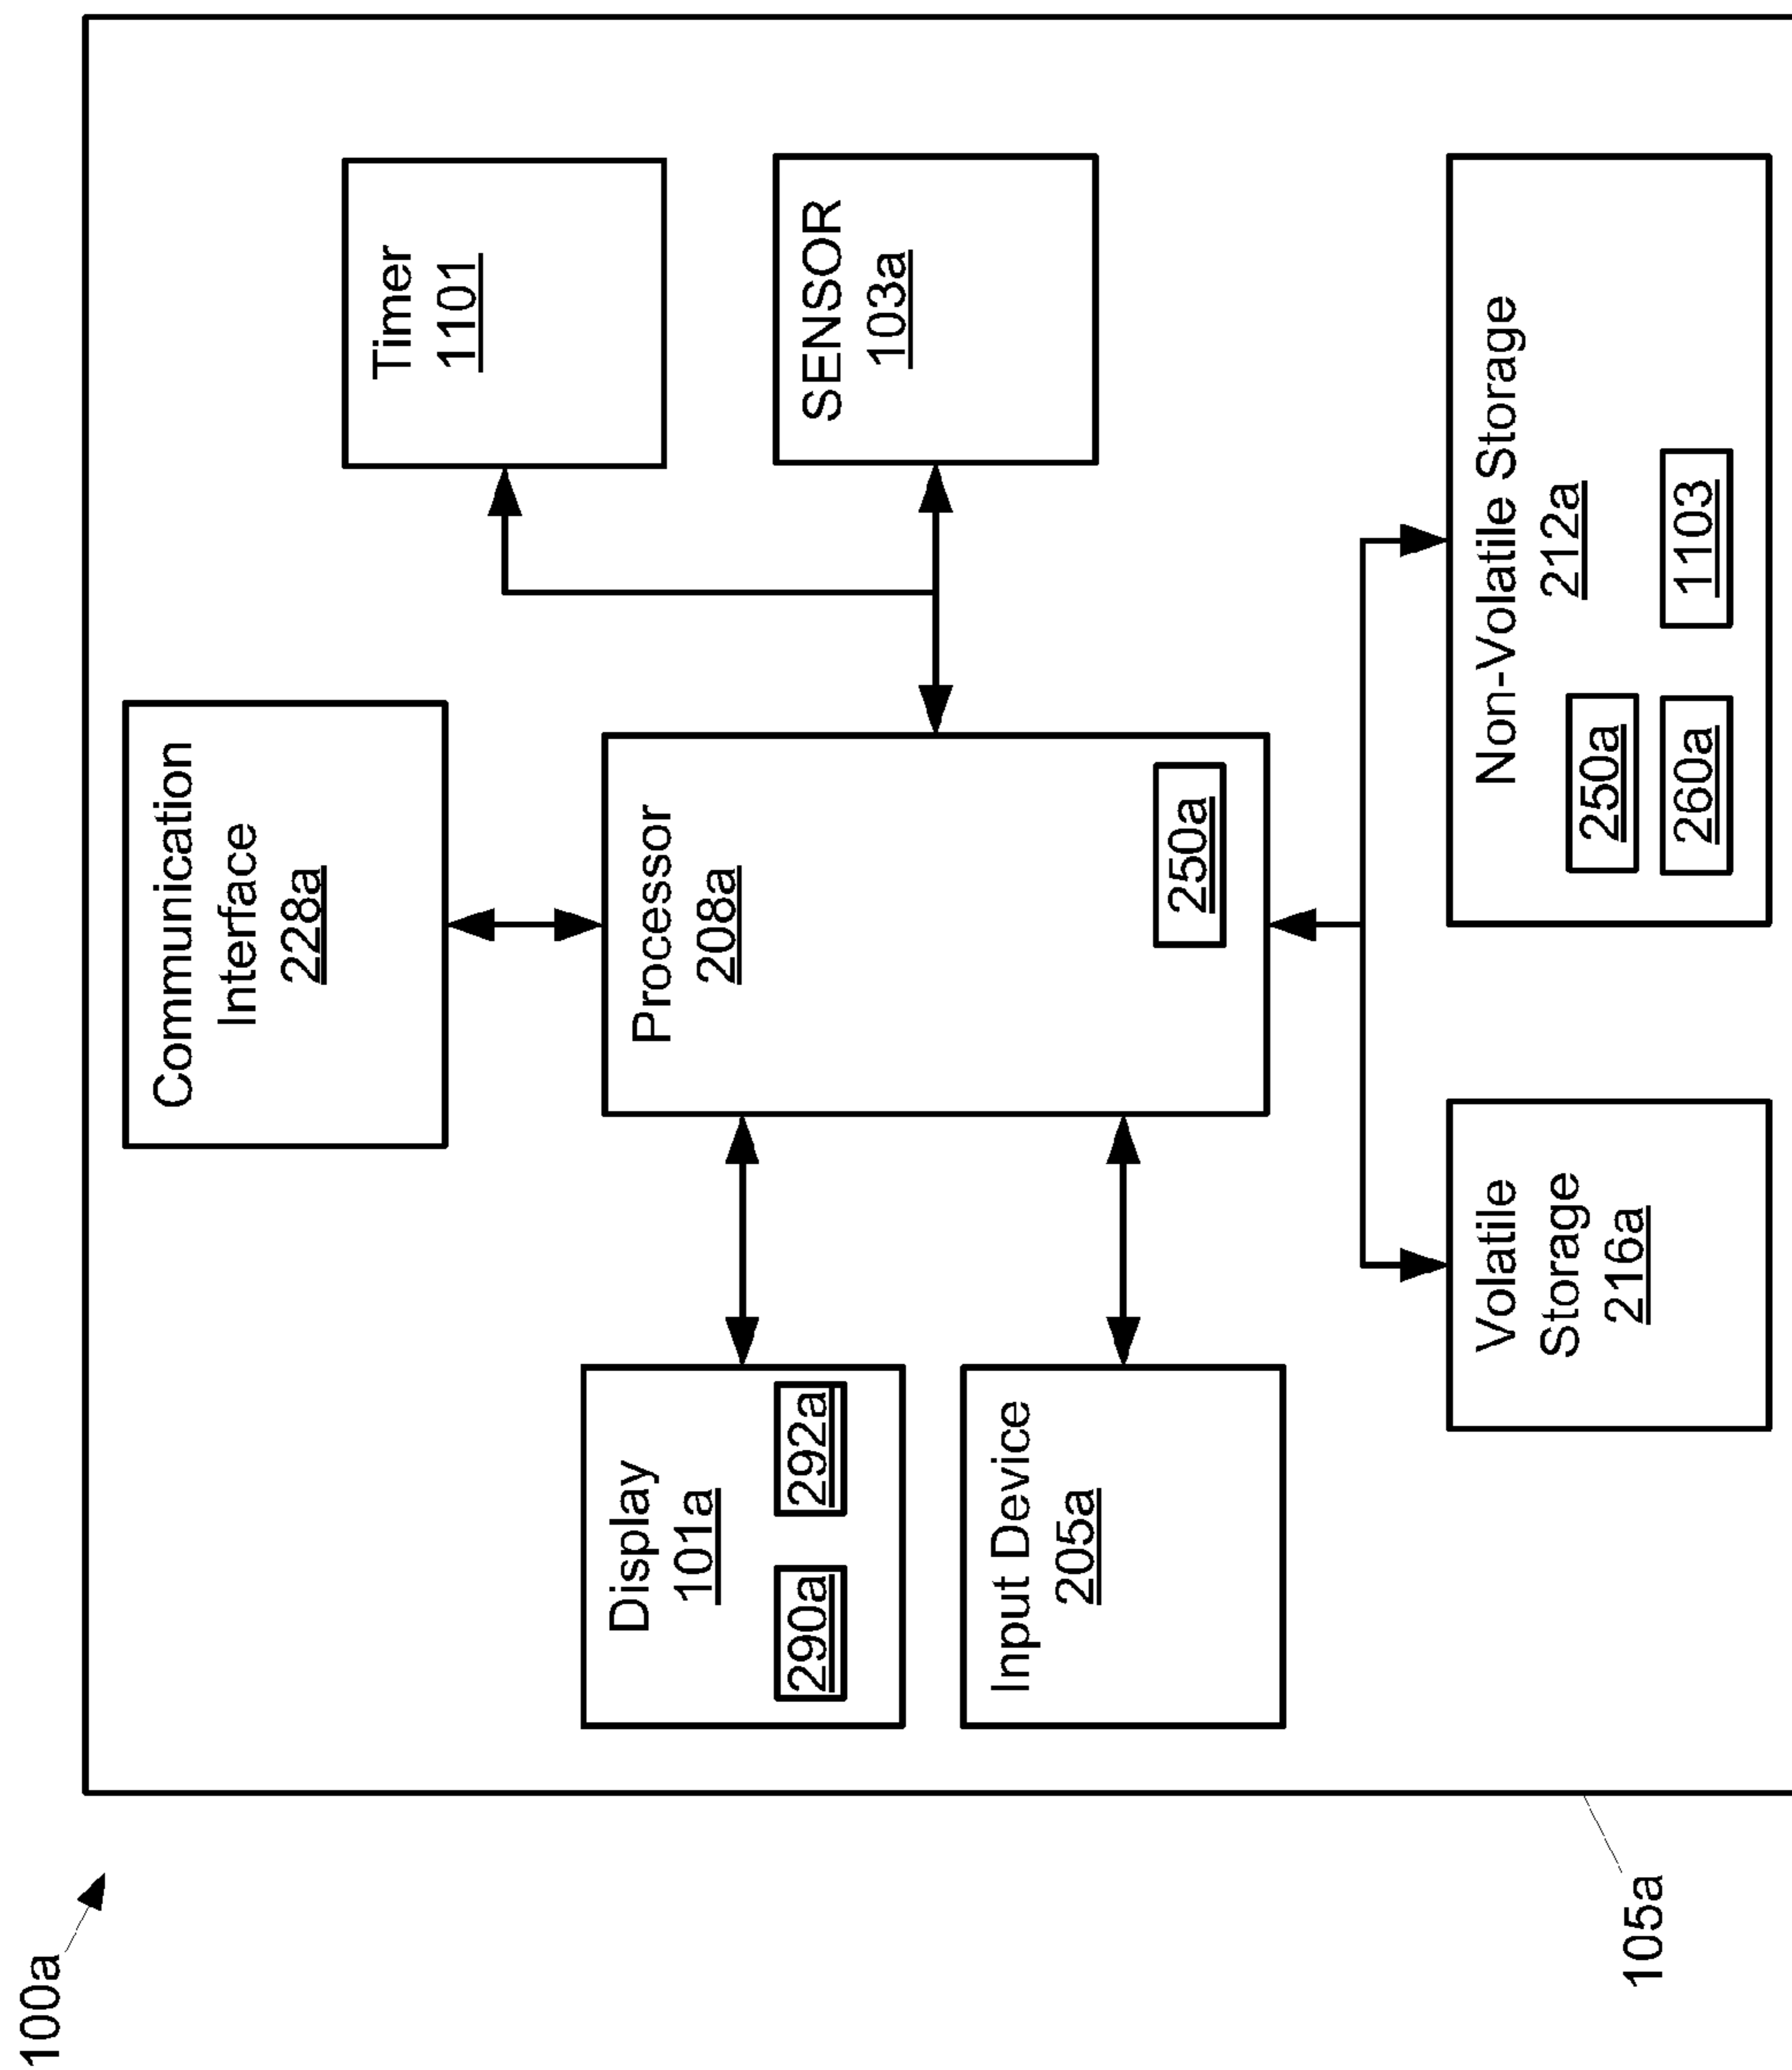 100a
Communication
Interface
228a
Timer
1101
Display
101a
290a 292a
Processor
208a
250a
SENSOR
103a
Input Device
205a
Volatile
Storage
216a
Non-Volatile Storage
212a
250a
260a 1103
105a